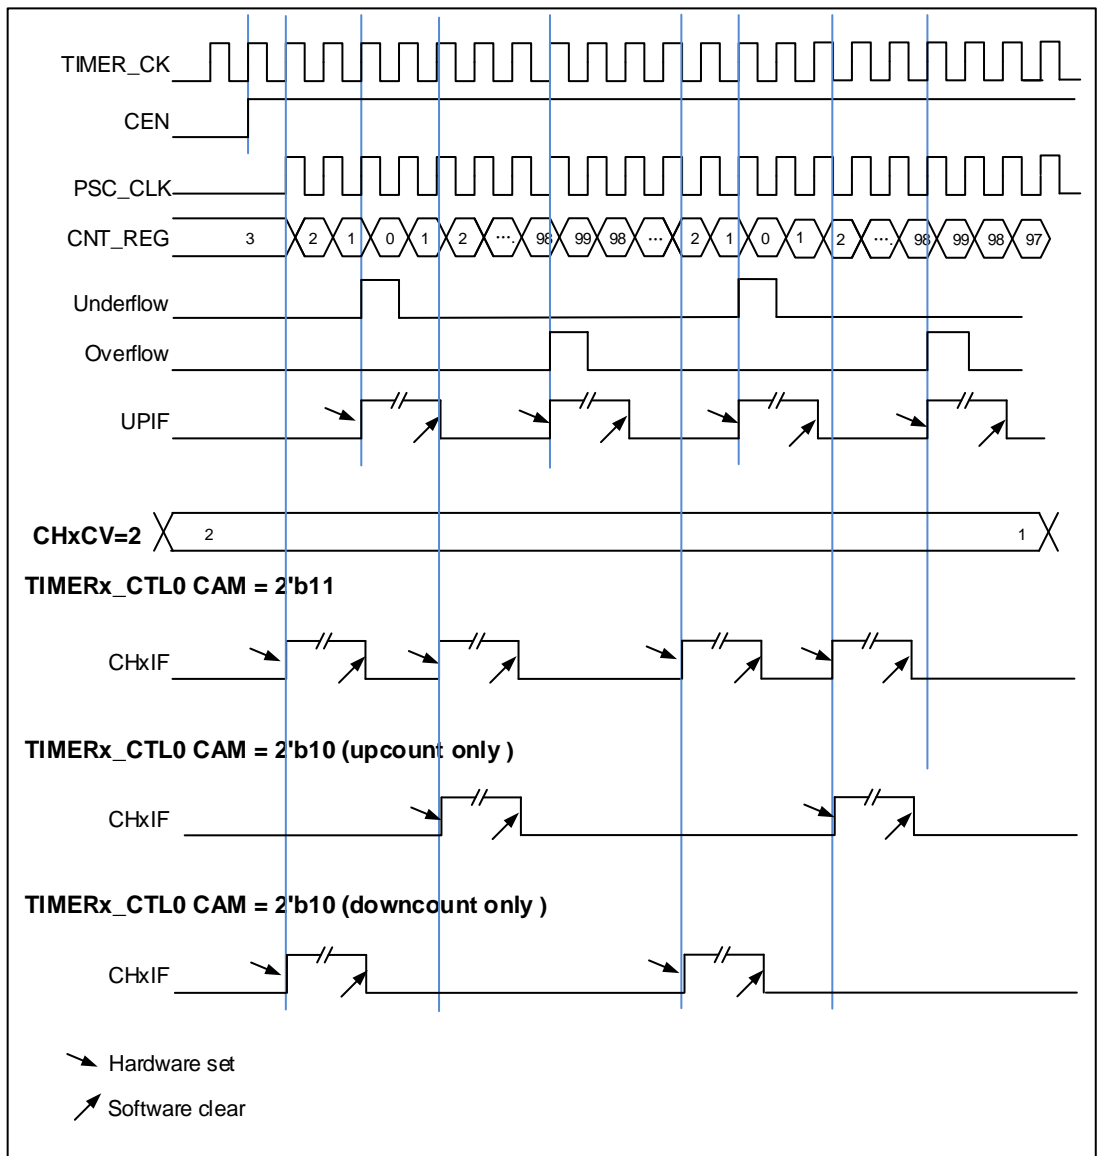 TIMER_CK
CEN
PSC_CLK
CNT_REG 3 2 1 0 1 2 .... 98 99 98 ... 2 1 0 1 2 .... 98 99 98 97
Underflow
Overflow
UPIF
CHxCV=2 2 1
TIMERx_CTL0 CAM = 2'b11
CHxIF
TIMERx_CTL0 CAM = 2'b10 (upcount only )
CHxIF
TIMERx_CTL0 CAM = 2'b10 (downcount only )
CHxIF
Hardware set
Software clear